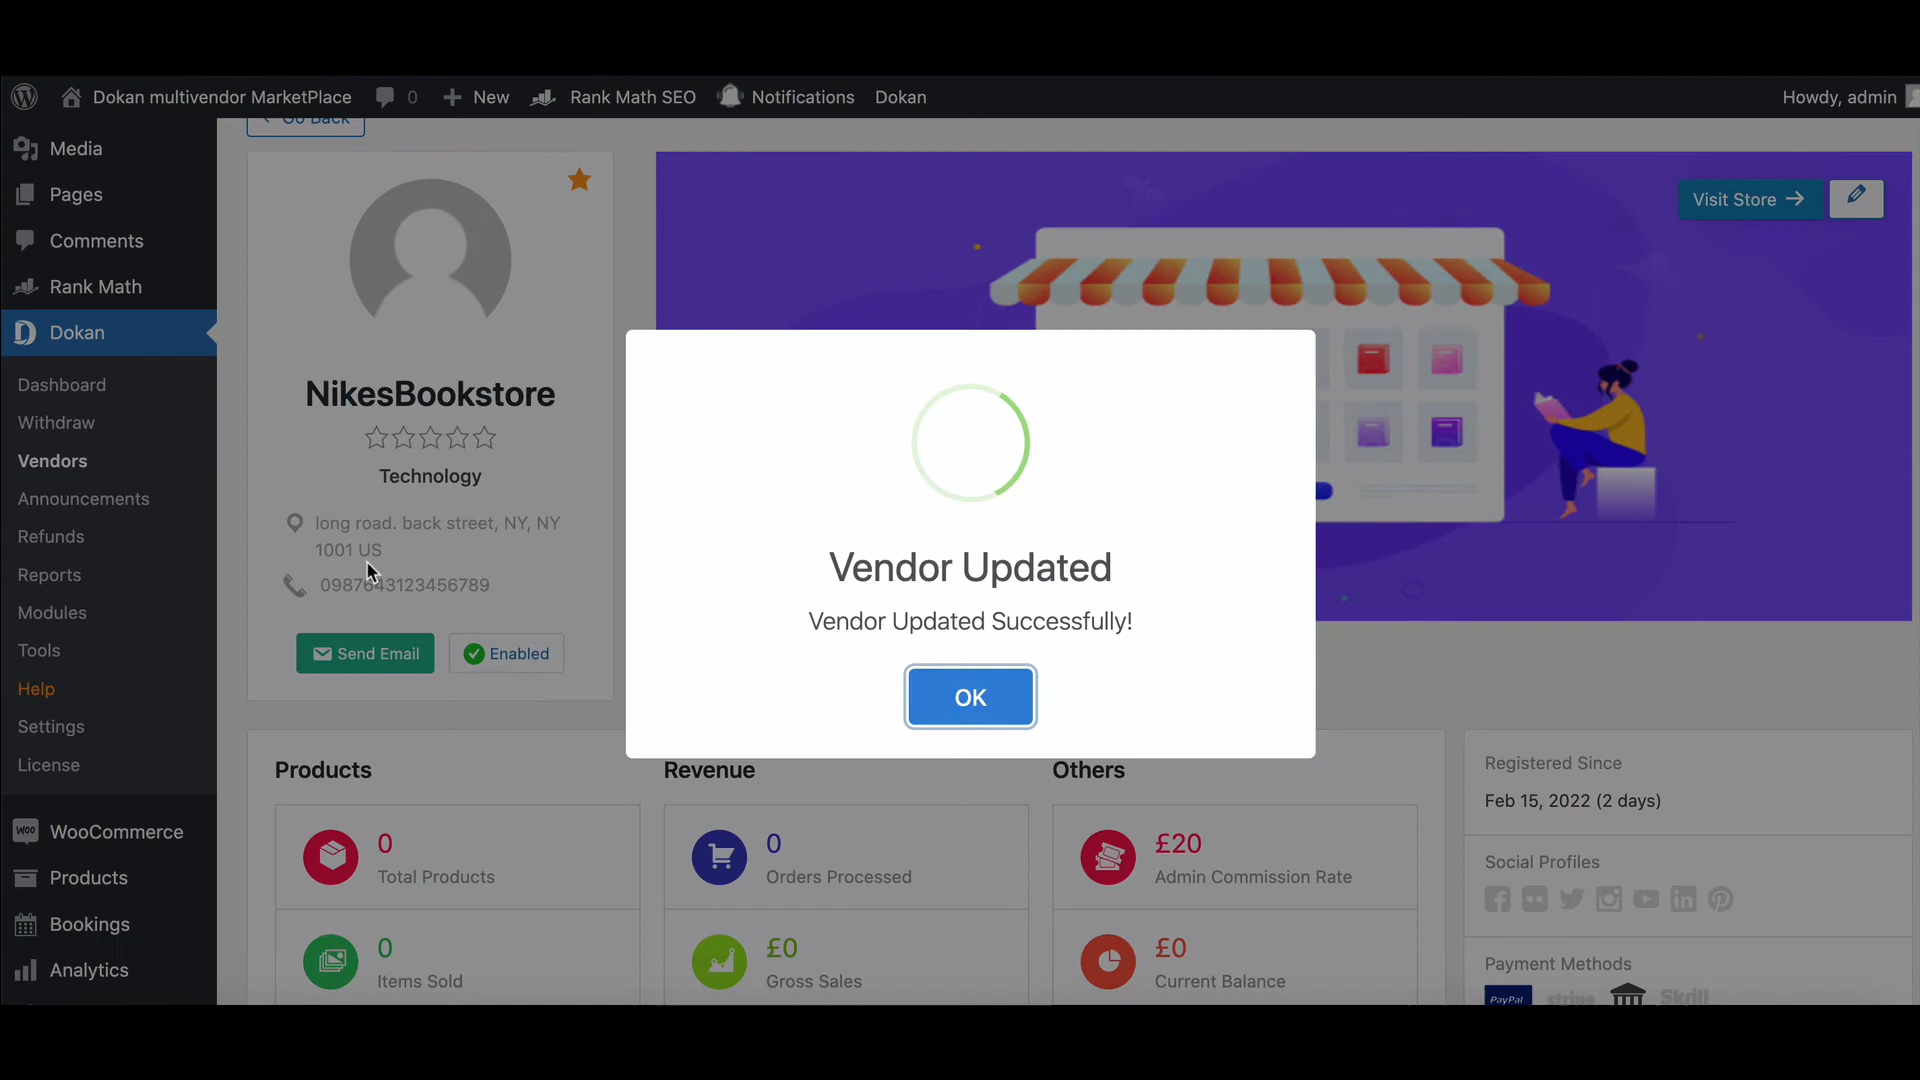 Dokan multivendor MarketPlace
0
New
Rank Math SEO
Notifications
Dokan
Howdy, admin
Media
Pages
Comments
Rank Math
Dokan
Dashboard
Withdraw
Vendors
Announcements
Refunds
Reports
Modules
Tools
Help
Settings
License
WooCommerce
Products
Bookings
Analytics
Go Back
NikesBookstore
Technology
long road. back street, NY, NY
1001 US
0987643123456789
Send Email
Enabled
Visit Store
Vendor Updated
Vendor Updated Successfully!
OK
Products
0
Total Products
0
Items Sold
Revenue
0
Orders Processed
£0
Gross Sales
Others
£20
Admin Commission Rate
£0
Current Balance
Registered Since
Feb 15, 2022 (2 days)
Social Profiles
Payment Methods
PayPal
stripe
Skrill